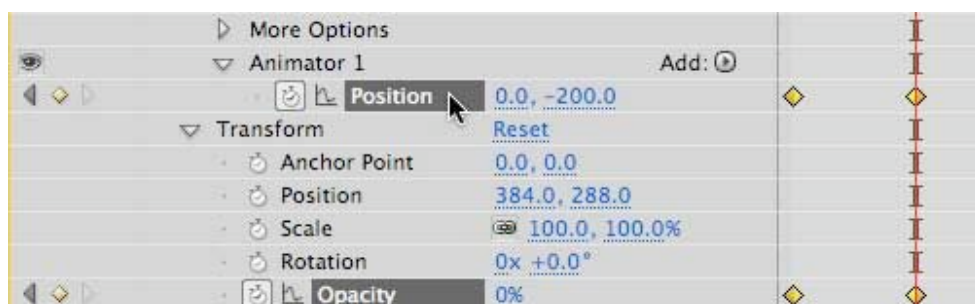 More Options
Animator 1 Add:
Position 0.0, -200.0
Transform Reset
Anchor Point 0.0, 0.0
Position 384.0, 288.0
Scale 100.0, 100.0%
Rotation 0x +0.0°
Opacity 0%